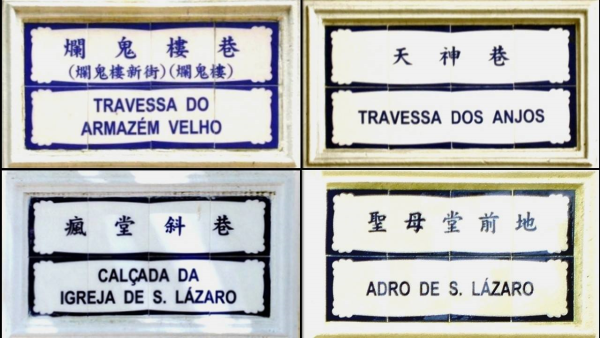 爛鬼樓巷
(爛鬼樓新街)(爛鬼樓)
TRAVESSA DO
ARMAZÉM VELHO
天神巷
TRAVESSA DOS ANJOS
瘋堂斜巷
CALÇADA DA
IGREJA DE S. LÁZARO
聖母堂前地
ADRO DE S. LÁZARO